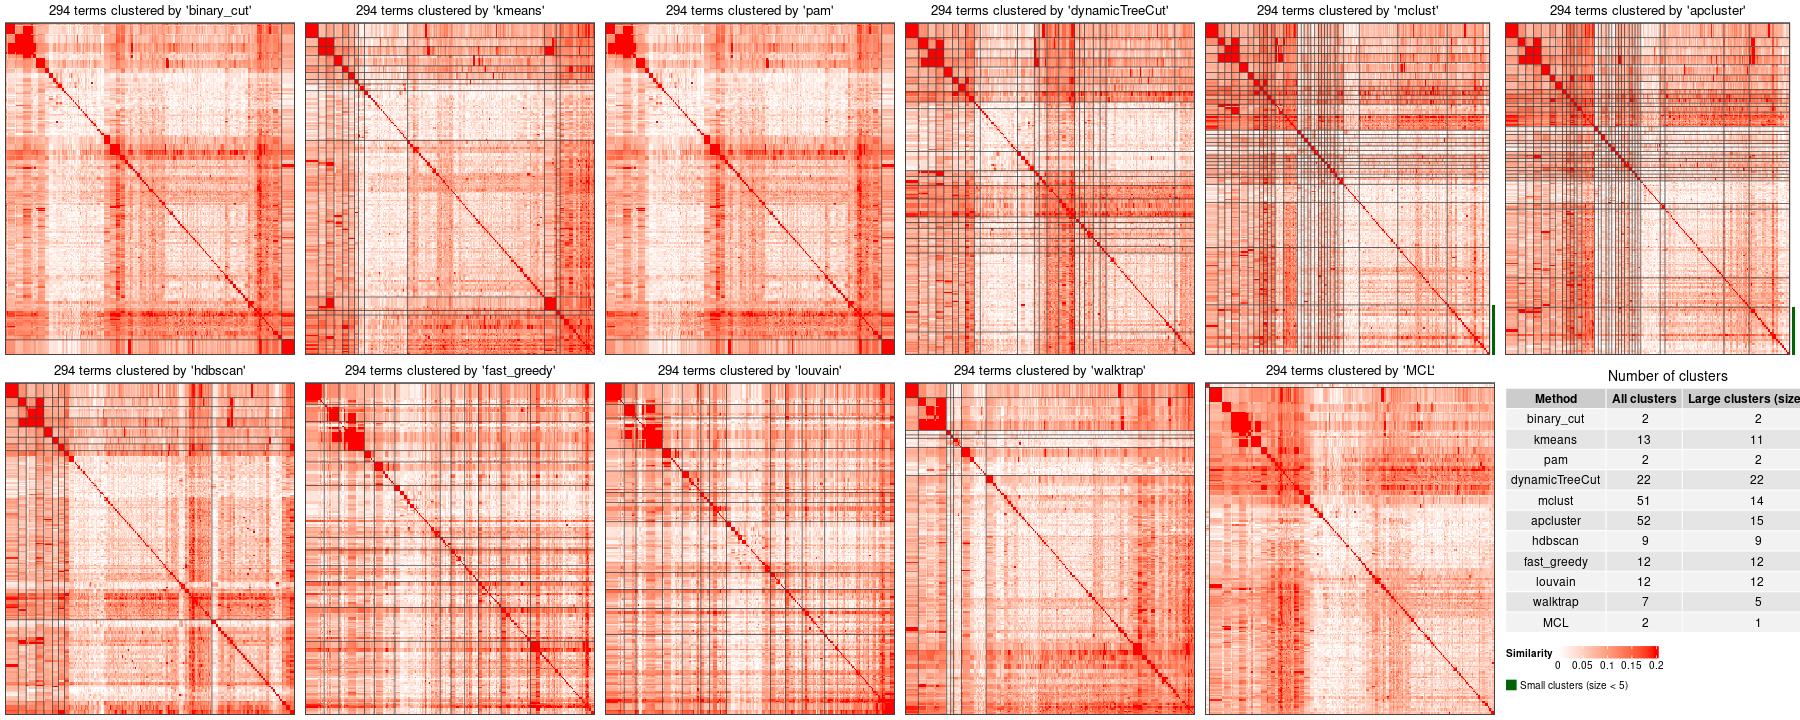 294 terms clustered by 'binary_cut'
294 terms clustered by 'kmeans'
294 terms clustered by 'pam'
294 terms clustered by 'dynamicTreeCut'
294 terms clustered by 'mclust'
294 terms clustered by 'apcluster'
294 terms clustered by 'hdbscan'
294 terms clustered by 'fast_greedy'
294 terms clustered by 'louvain'
294 terms clustered by 'walktrap'
294 terms clustered by 'MCL'
Number of clusters
Method All clusters Large clusters (size
binary_cut 2 2
kmeans 13 11
pam 2 2
dynamicTreeCut 22 22
mclust 51 14
apcluster 52 15
hdbscan 9 9
fast_greedy 12 12
louvain 12 12
walktrap 7 5
MCL 2 1
Similarity
0 0.05 0.1 0.15 0.2
Small clusters (size < 5)